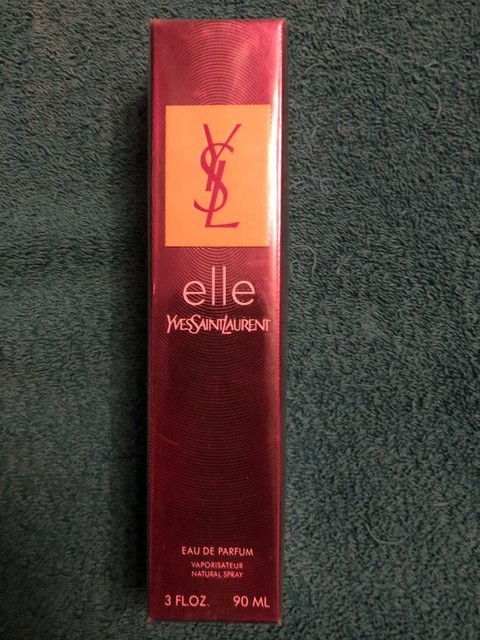 YSL
elle
YVESSAINTLAURENT
EAU DE PARFUM
VAPORISATEUR
NATURAL SPRAY
3 FL.OZ. 90 ML